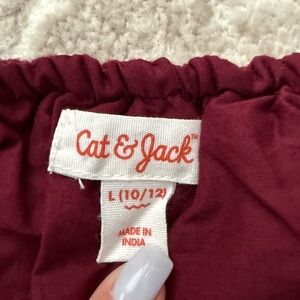 Cat & Jack™
L (10/12)
MADE IN
INDIA